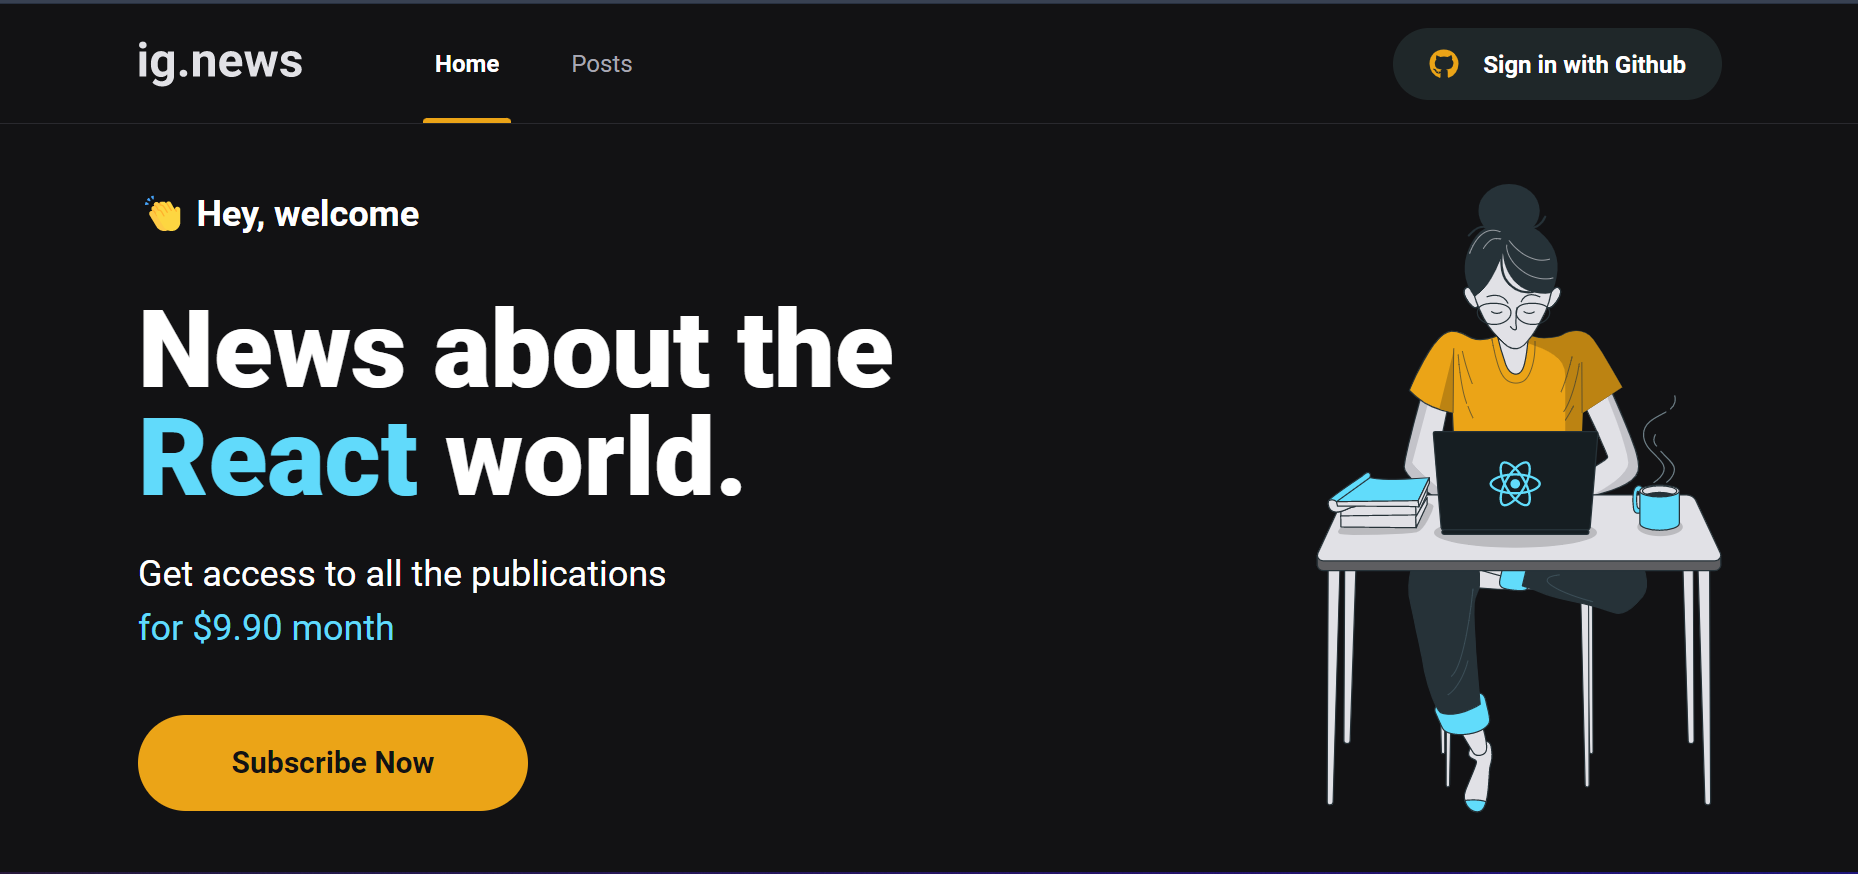 ig.news
Home
Posts
Sign in with Github
👏 Hey, welcome
News about the
React world.
Get access to all the publications
for $9.90 month
Subscribe Now